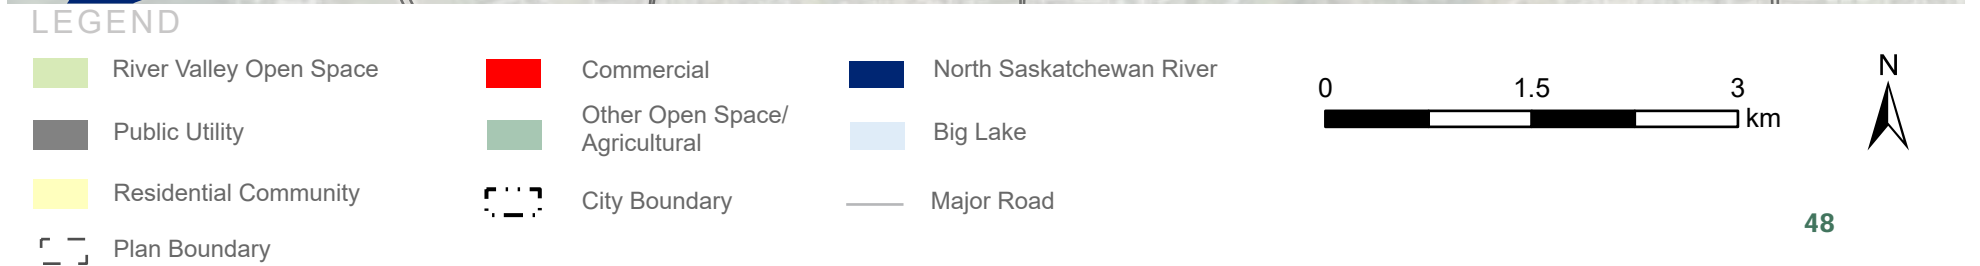 LEGEND
River Valley Open Space
Public Utility
Residential Community
Plan Boundary
Commercial
Other Open Space/
Agricultural
City Boundary
North Saskatchewan River
Big Lake
Major Road
0 1.5 3
km
N
48